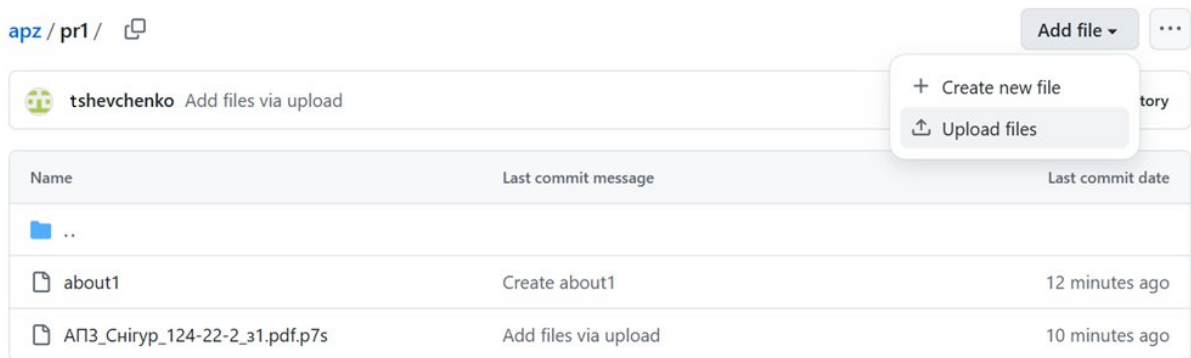 apz / pr1 /
Add file
tshevchenko Add files via upload
tory
+ Create new file
Upload files
Name Last commit message Last commit date
..
about1 Create about1 12 minutes ago
АПЗ_Снігур_124-22-2_з1.pdf.p7s Add files via upload 10 minutes ago